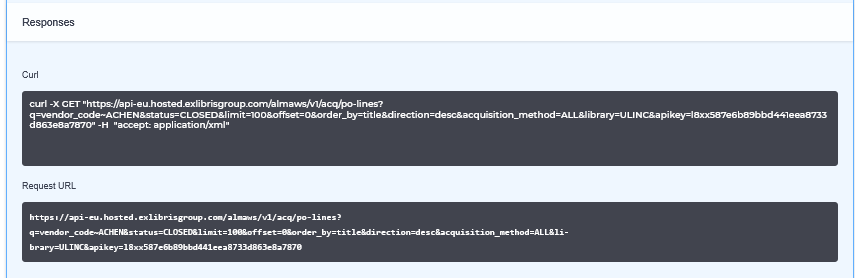 Responses
Curl
curl -X GET "https://api-eu.hosted.exlibrisgroup.com/almaws/v1/acq/po-lines?
q=vendor_code~ACHEN&status=CLOSED&limit=100&offset=0&order_by=title&direction=desc&acquisition_method=ALL&library=ULINC&apikey=l8xx587e6b89bbd441eea8733
d863e8a7870" -H "accept: application/xml"
Request URL
https://api-eu.hosted.exlibrisgroup.com/almaws/v1/acq/po-lines?
q=vendor_code~ACHEN&status=CLOSED&limit=100&offset=0&order_by=title&direction=desc&acquisition_method=ALL&li-
brary=ULINC&apikey=l8xx587e6b89bbd441eea8733d863e8a7870